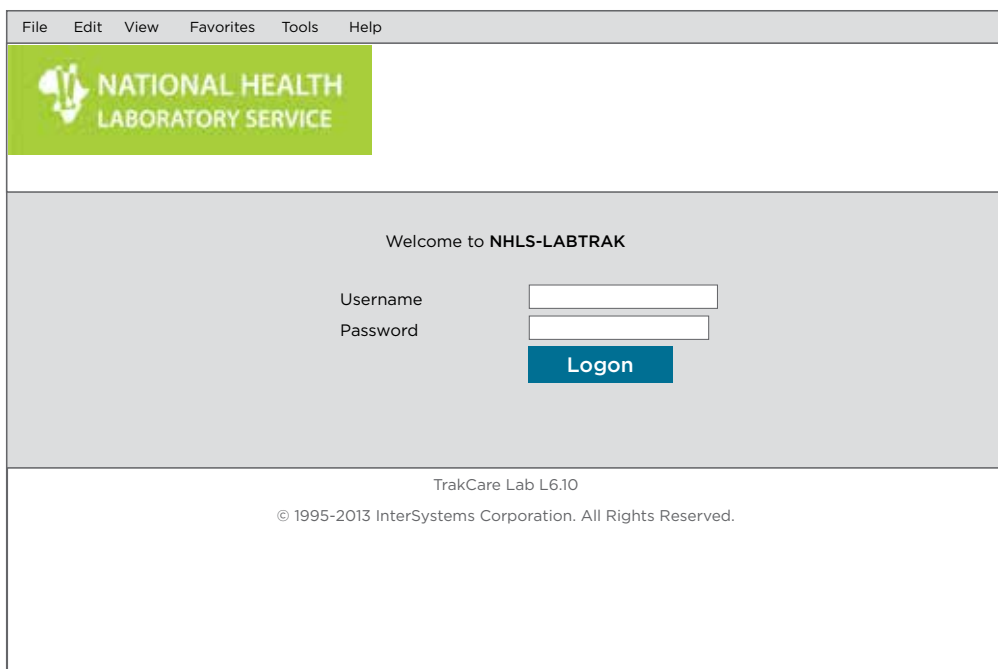 File Edit View Favorites Tools Help
NATIONAL HEALTH
LABORATORY SERVICE
Welcome to NHLS-LABTRAK
Username
Password
Logon
TrakCare Lab L6.10
© 1995-2013 InterSystems Corporation. All Rights Reserved.